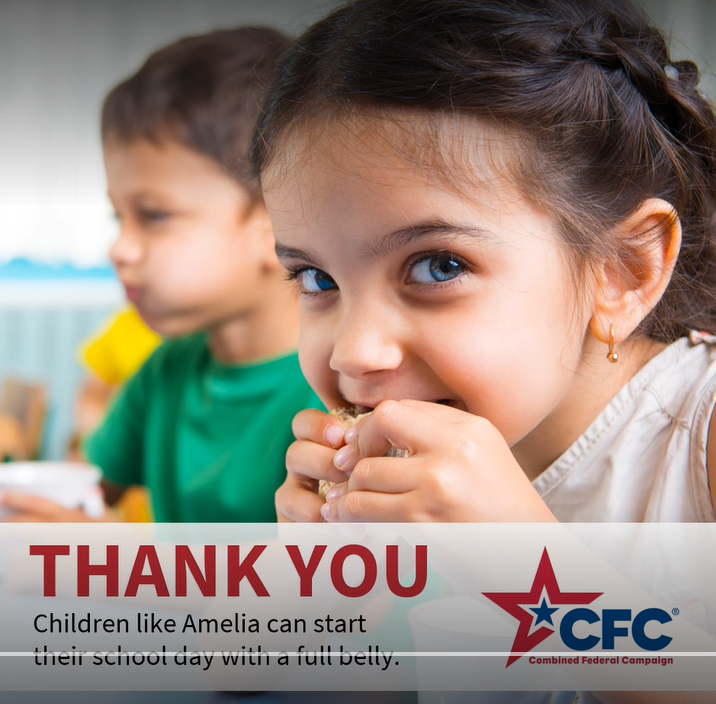 THANK YOU
Children like Amelia can start
their school day with a full belly.
CFC®
Combined Federal Campaign